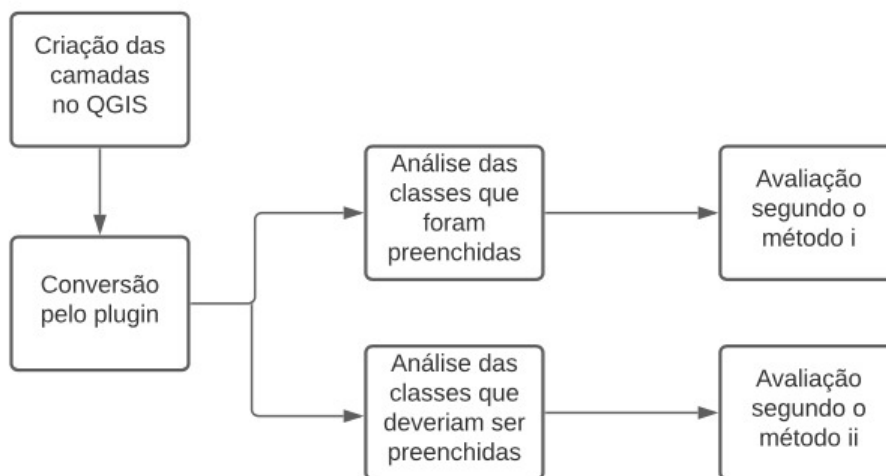 Criação das
camadas
no QGIS
Conversão
pelo plugin
Análise das
classes que
foram
preenchidas
Avaliação
segundo o
método i
Análise das
classes que
deveriam ser
preenchidas
Avaliação
segundo o
método ii